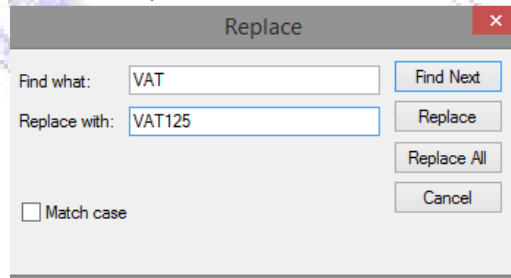 Replace
Find what: VAT Find Next
Replace with: VAT125 Replace
Replace All
Match case Cancel